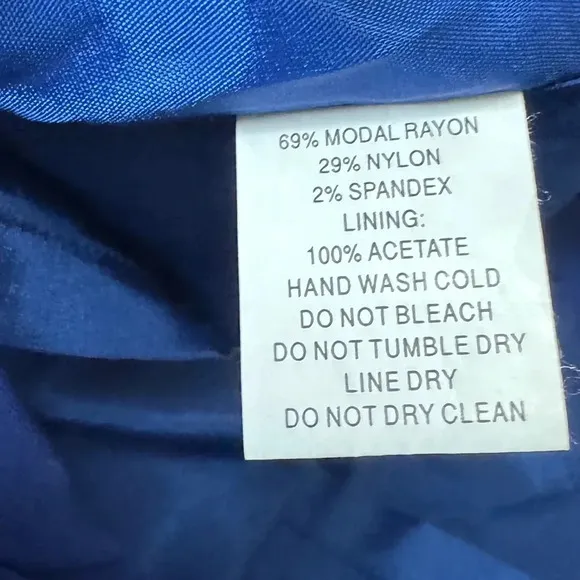 69% MODAL RAYON
29% NYLON
2% SPANDEX
LINING:
100% ACETATE
HAND WASH COLD
DO NOT BLEACH
DO NOT TUMBLE DRY
LINE DRY
DO NOT DRY CLEAN